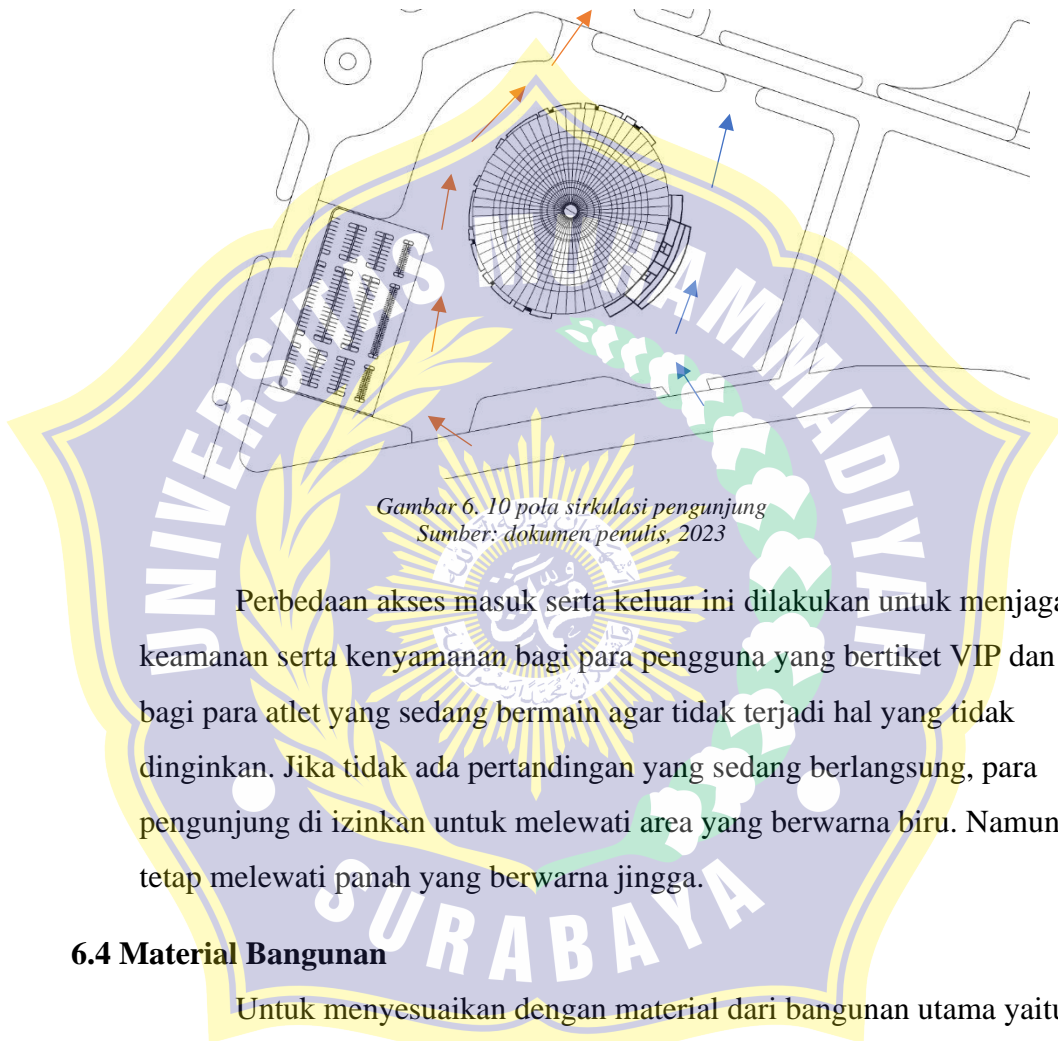 Gambar 6. 10 pola sirkulasi pengunjung
Sumber: dokumen penulis, 2023
Perbedaan akses masuk serta keluar ini dilakukan untuk menjaga
keamanan serta kenyamanan bagi para pengguna yang bertiket VIP dan
bagi para atlet yang sedang bermain agar tidak terjadi hal yang tidak
dinginkan. Jika tidak ada pertandingan yang sedang berlangsung, para
pengunjung di izinkan untuk melewati area yang berwarna biru. Namun
tetap melewati panah yang berwarna jingga.
6.4 Material Bangunan
Untuk menyesuaikan dengan material dari bangunan utama yaitu
UNIVERSITAS MUHAMMADIYAH
SURABAYA